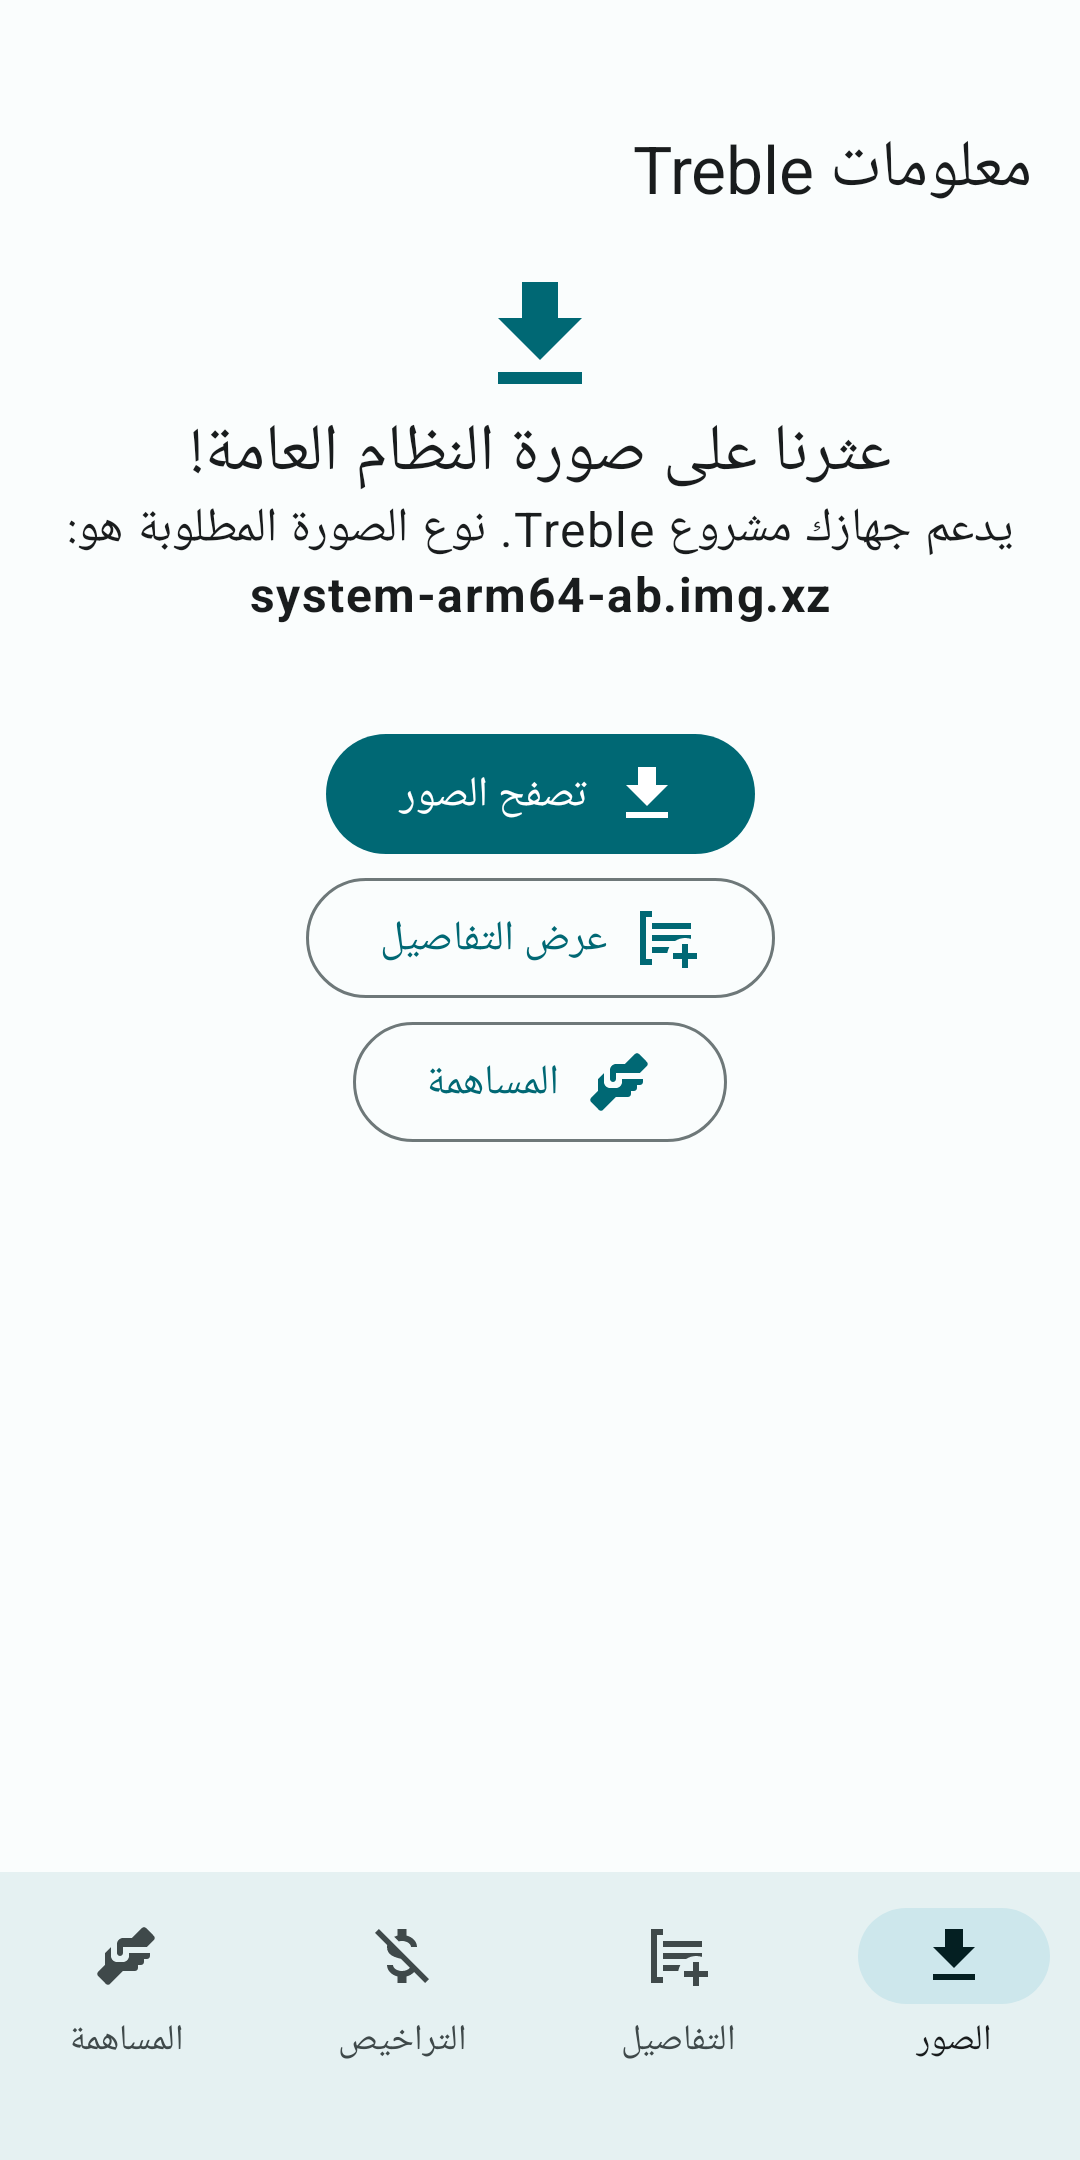 معلومات Treble
عثرنا على صورة النظام العامة!
يدعم جهازك مشروع Treble. نوع الصورة المطلوبة هو:
system-arm64-ab.img.xz
تصفح الصور
عرض التفاصيل
المساهمة
الصور
التفاصيل
التراخيص
المساهمة